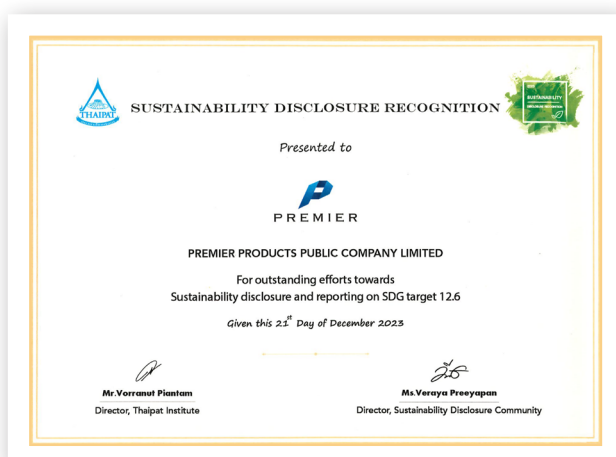 THAIPAT
SUSTAINABILITY DISCLOSURE RECOGNITION
SUSTAINABILITY
DISCLOSURE RECOGNITION
Presented to
PREMIER
PREMIER PRODUCTS PUBLIC COMPANY LIMITED
For outstanding efforts towards
Sustainability disclosure and reporting on SDG target 12.6
Given this 21st Day of December 2023
Mr.Vorranut Piantam
Director, Thaipat Institute
Ms.Veraya Preeyapan
Director, Sustainability Disclosure Community